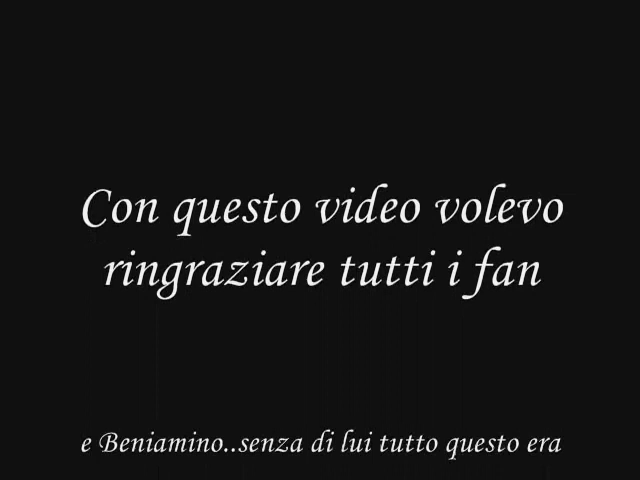 Con questo video volevo
ringraziare tutti i fan
e Beniamino..senza di lui tutto questo era